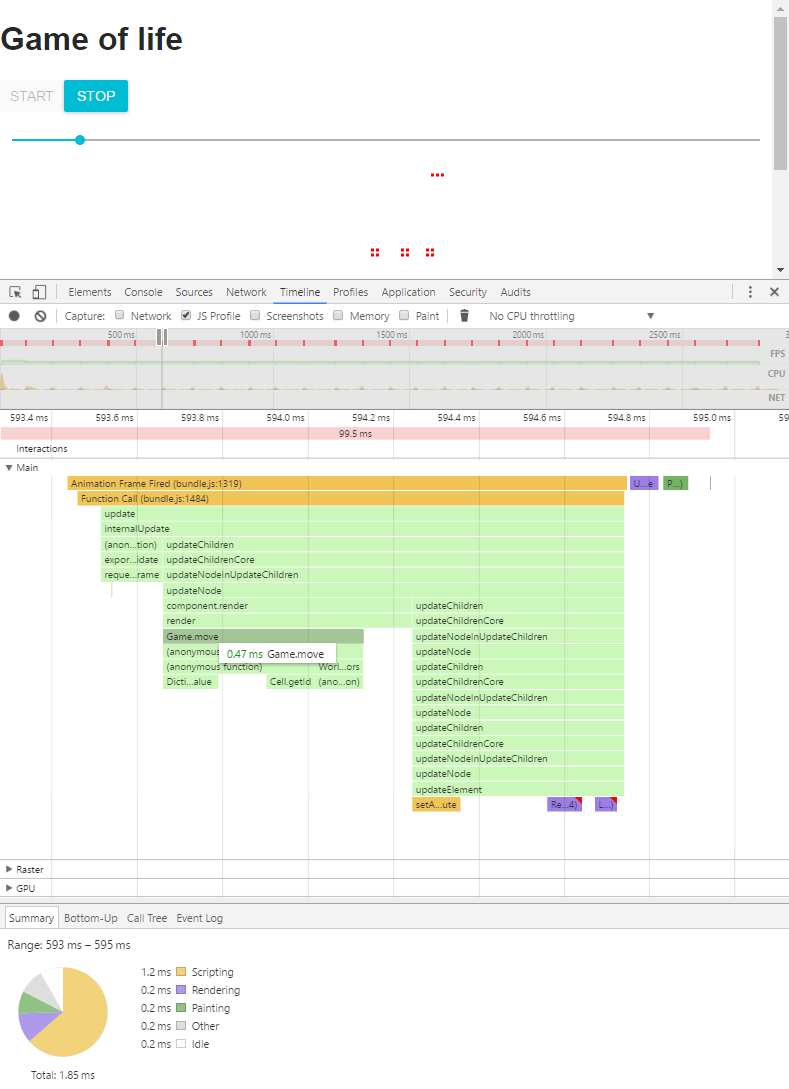 Game of life
START STOP
Elements Console Sources Network Timeline Profiles Application Security Audits
Capture: Network JS Profile Screenshots Memory Paint No CPU throttling
500 ms 1000 ms 1500 ms 2000 ms 2500 ms 3
FPS
CPU
NET
593.4 ms 593.6 ms 593.8 ms 594.0 ms 594.2 ms 594.4 ms 594.6 ms 594.8 ms 595.0 ms 59
99.5 ms
Interactions
Main
Animation Frame Fired (bundle.js:1319) U...e P...)
Function Call (bundle.js:1484)
update
internalUpdate
(anon...tion) updateChildren
expor...idate updateChildrenCore
reque...rame updateNodeInUpdateChildren
updateNode
component.render updateChildren
render updateChildrenCore
Game.move updateNodeInUpdateChildren
(anonymous updateNode
0.47 ms Game.move
(anonymous function) Worl...ors updateChildren
Dicti...alue Cell.getId (ano...on) updateChildrenCore
updateNodeInUpdateChildren
updateNode
updateChildren
updateChildrenCore
updateNodeInUpdateChildren
updateNode
updateElement
setA...ute Re...4) L...)
Raster
GPU
Summary Bottom-Up Call Tree Event Log
Range: 593 ms – 595 ms
1.2 ms Scripting
0.2 ms Rendering
0.2 ms Painting
0.2 ms Other
0.2 ms Idle
Total: 1.85 ms